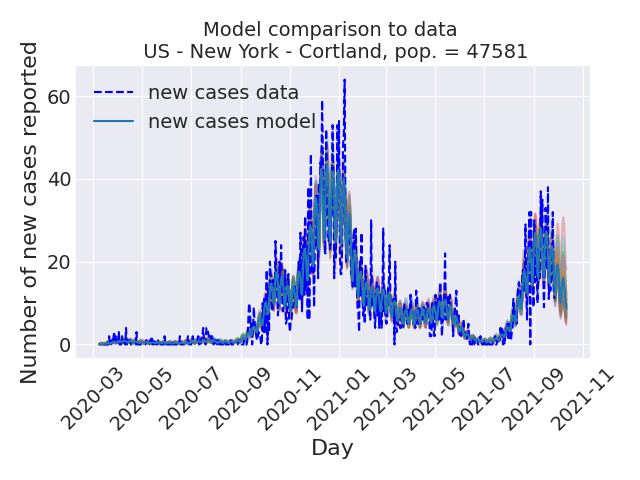 Model comparison to data
US - New York - Cortland, pop. = 47581
Number of new cases reported
60
40
20
0
new cases data
new cases model
2020-03
2020-05
2020-07
2020-09
2020-11
2021-01
2021-03
2021-05
2021-07
2021-09
2021-11
Day